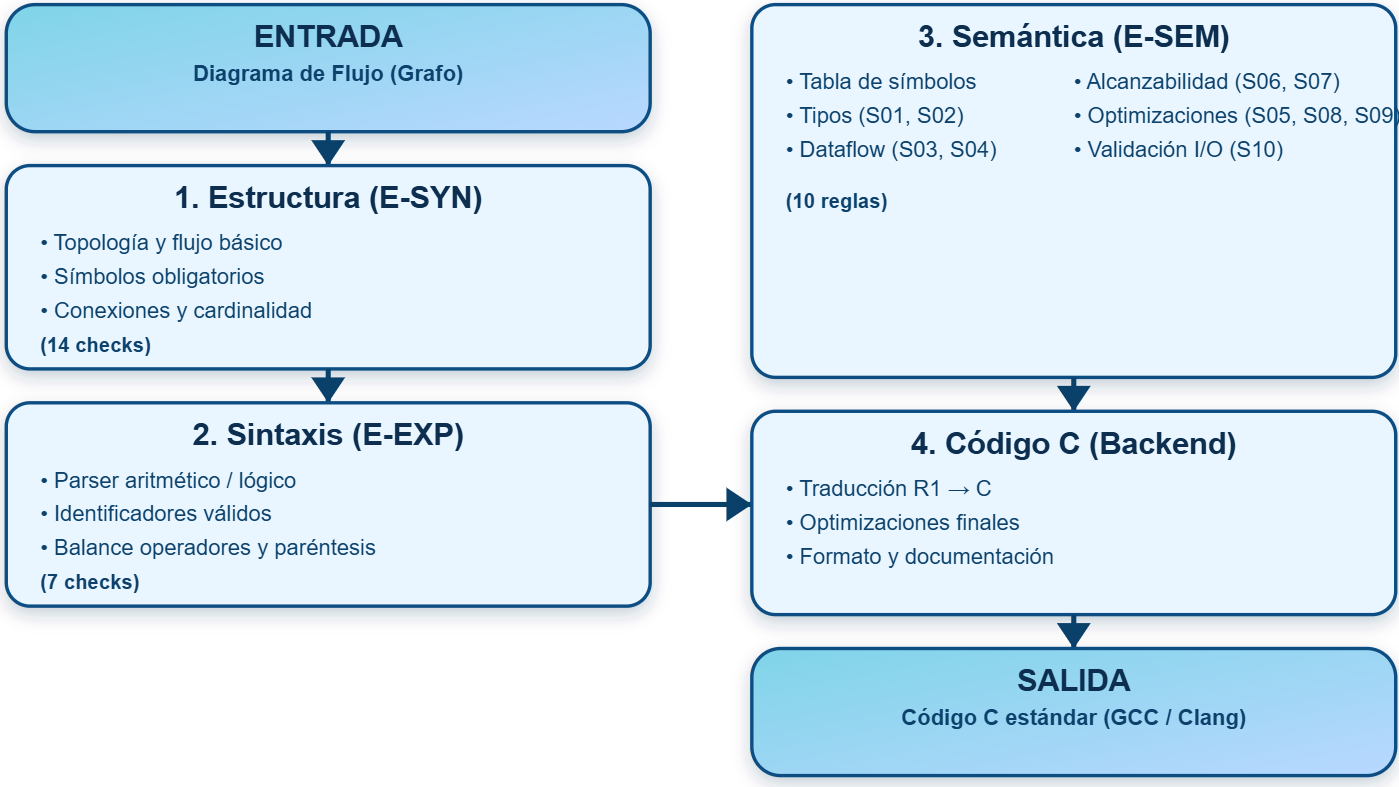 ENTRADA
Diagrama de Flujo (Grafo)
1. Estructura (E-SYN)
• Topología y flujo básico
• Símbolos obligatorios
• Conexiones y cardinalidad
(14 checks)
2. Sintaxis (E-EXP)
• Parser aritmético / lógico
• Identificadores válidos
• Balance operadores y paréntesis
(7 checks)
3. Semántica (E-SEM)
• Tabla de símbolos
• Tipos (S01, S02)
• Dataflow (S03, S04)
• Alcanzabilidad (S06, S07)
• Optimizaciones (S05, S08, S09)
• Validación I/O (S10)
(10 reglas)
4. Código C (Backend)
• Traducción R1 → C
• Optimizaciones finales
• Formato y documentación
SALIDA
Código C estándar (GCC / Clang)